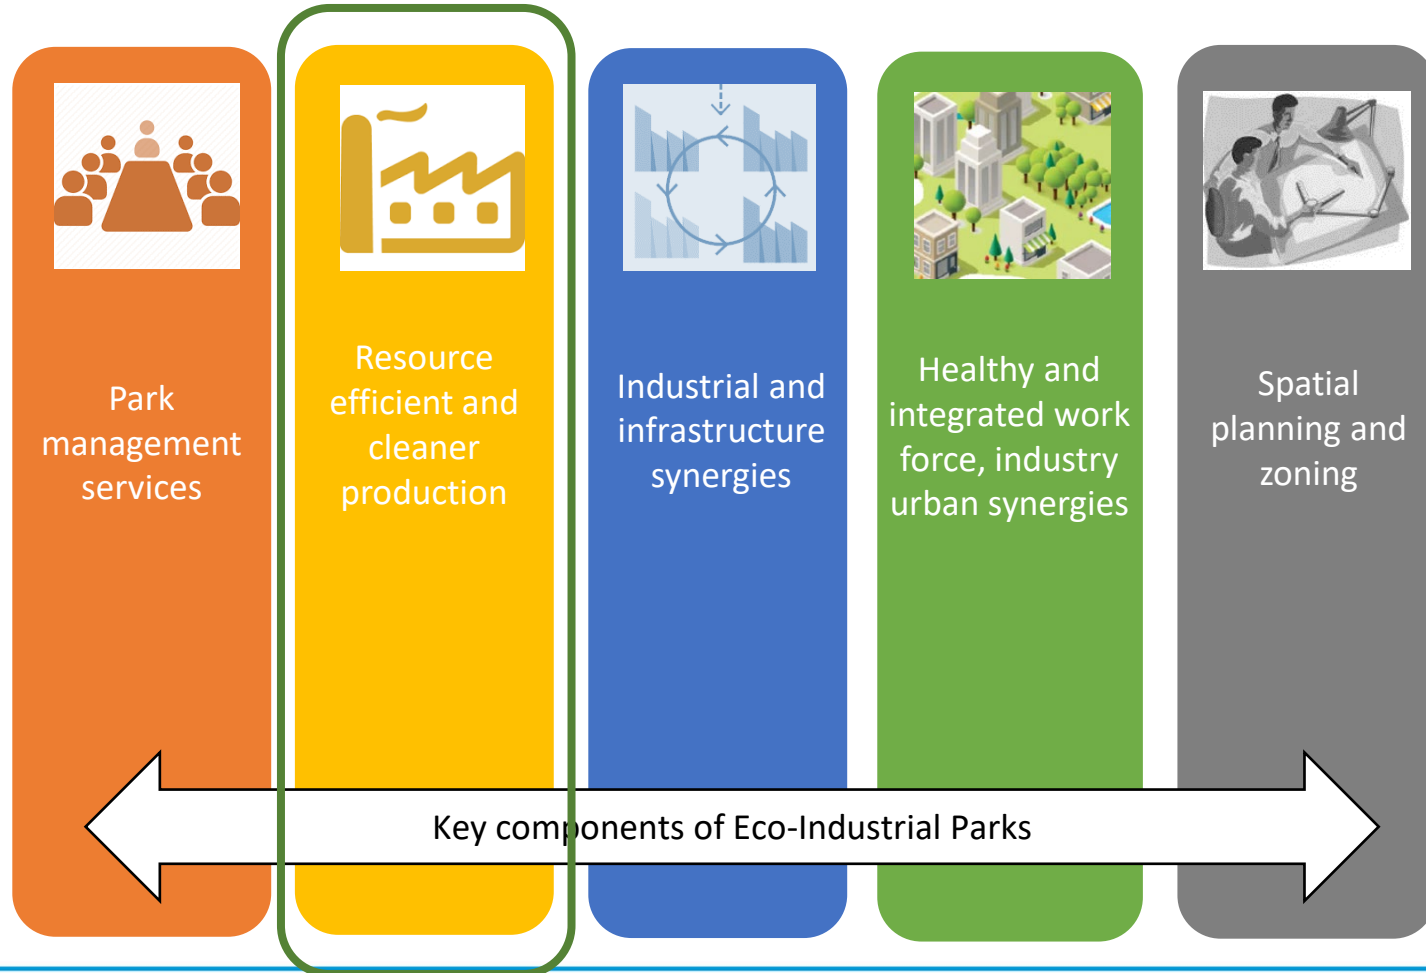 Park
management
services
Resource
efficient and
cleaner
production
Industrial and
infrastructure
synergies
Healthy and
integrated work
force, industry
urban synergies
Spatial
planning and
zoning
Key components of Eco-Industrial Parks